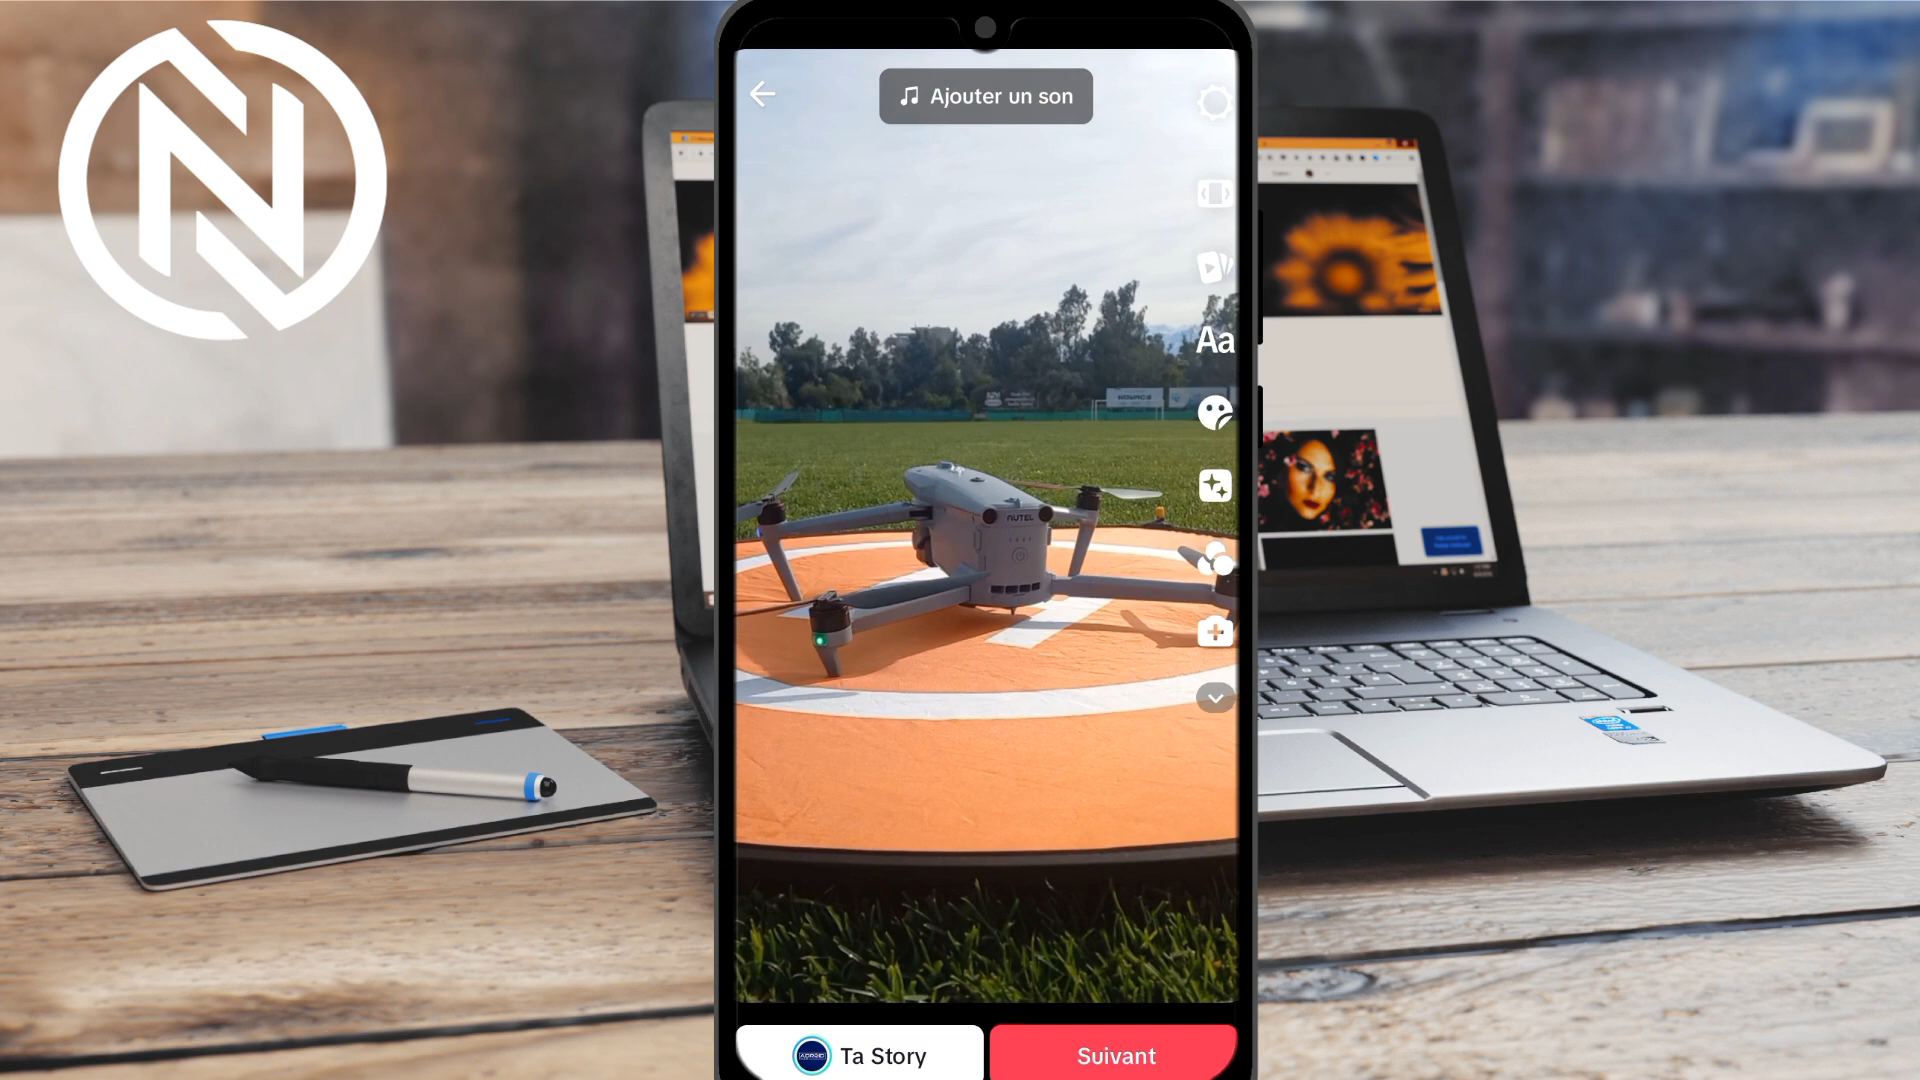 Ajouter un son
Aa
AUTEL
Ta Story
Suivant